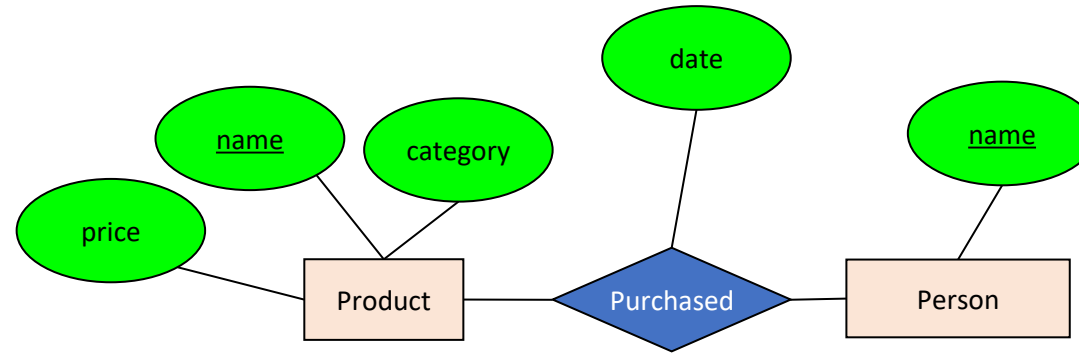 date
name
category
name
price
Product
Purchased
Person